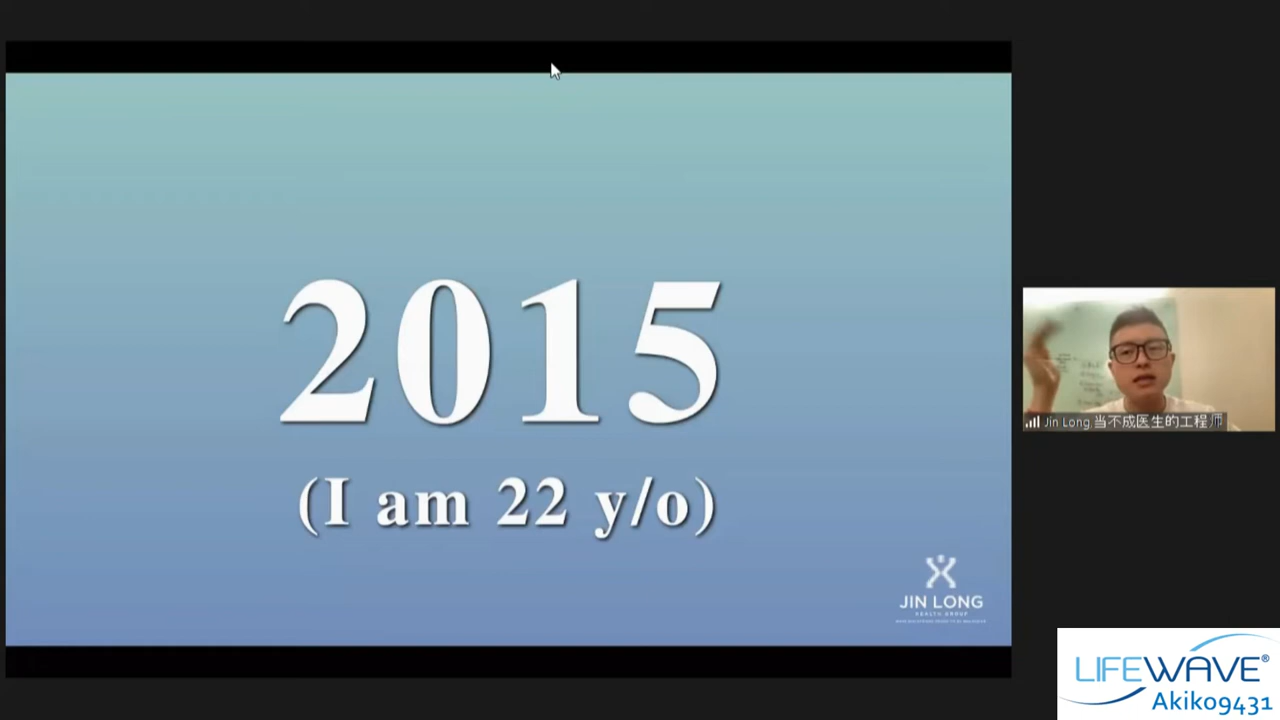 2015
(I am 22 y/o)
JIN LONG
HEALTH GROUP
Jin Long 当不成医生的工程师
LIFEWAVE®
Akiko9431